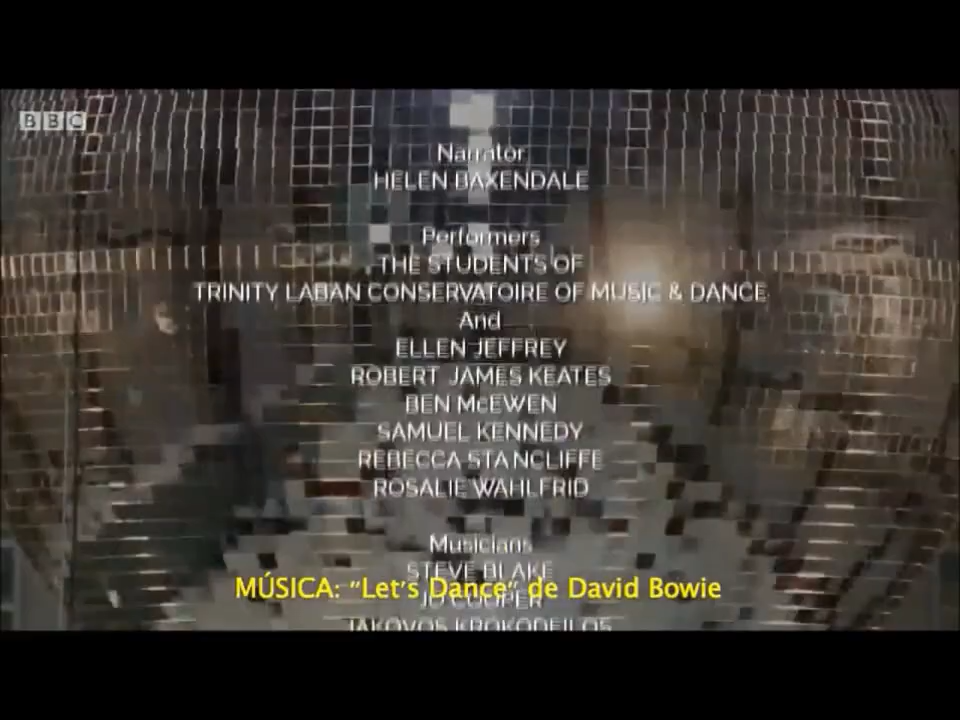 BBC
Narrator
HELEN BAXENDALE
Performers
THE STUDENTS OF
TRINITY LABAN CONSERVATOIRE OF MUSIC & DANCE
And
ELLEN JEFFREY
ROBERT JAMES KEATES
BEN McEWEN
SAMUEL KENNEDY
REBECCA STANCLIFFE
ROSALIE WAHLFRID
Musicians
STEVE BLAKE
MÚSICA: "Let's Dance" de David Bowie
JO COOPER
IAKOVOS KROKODEILOS